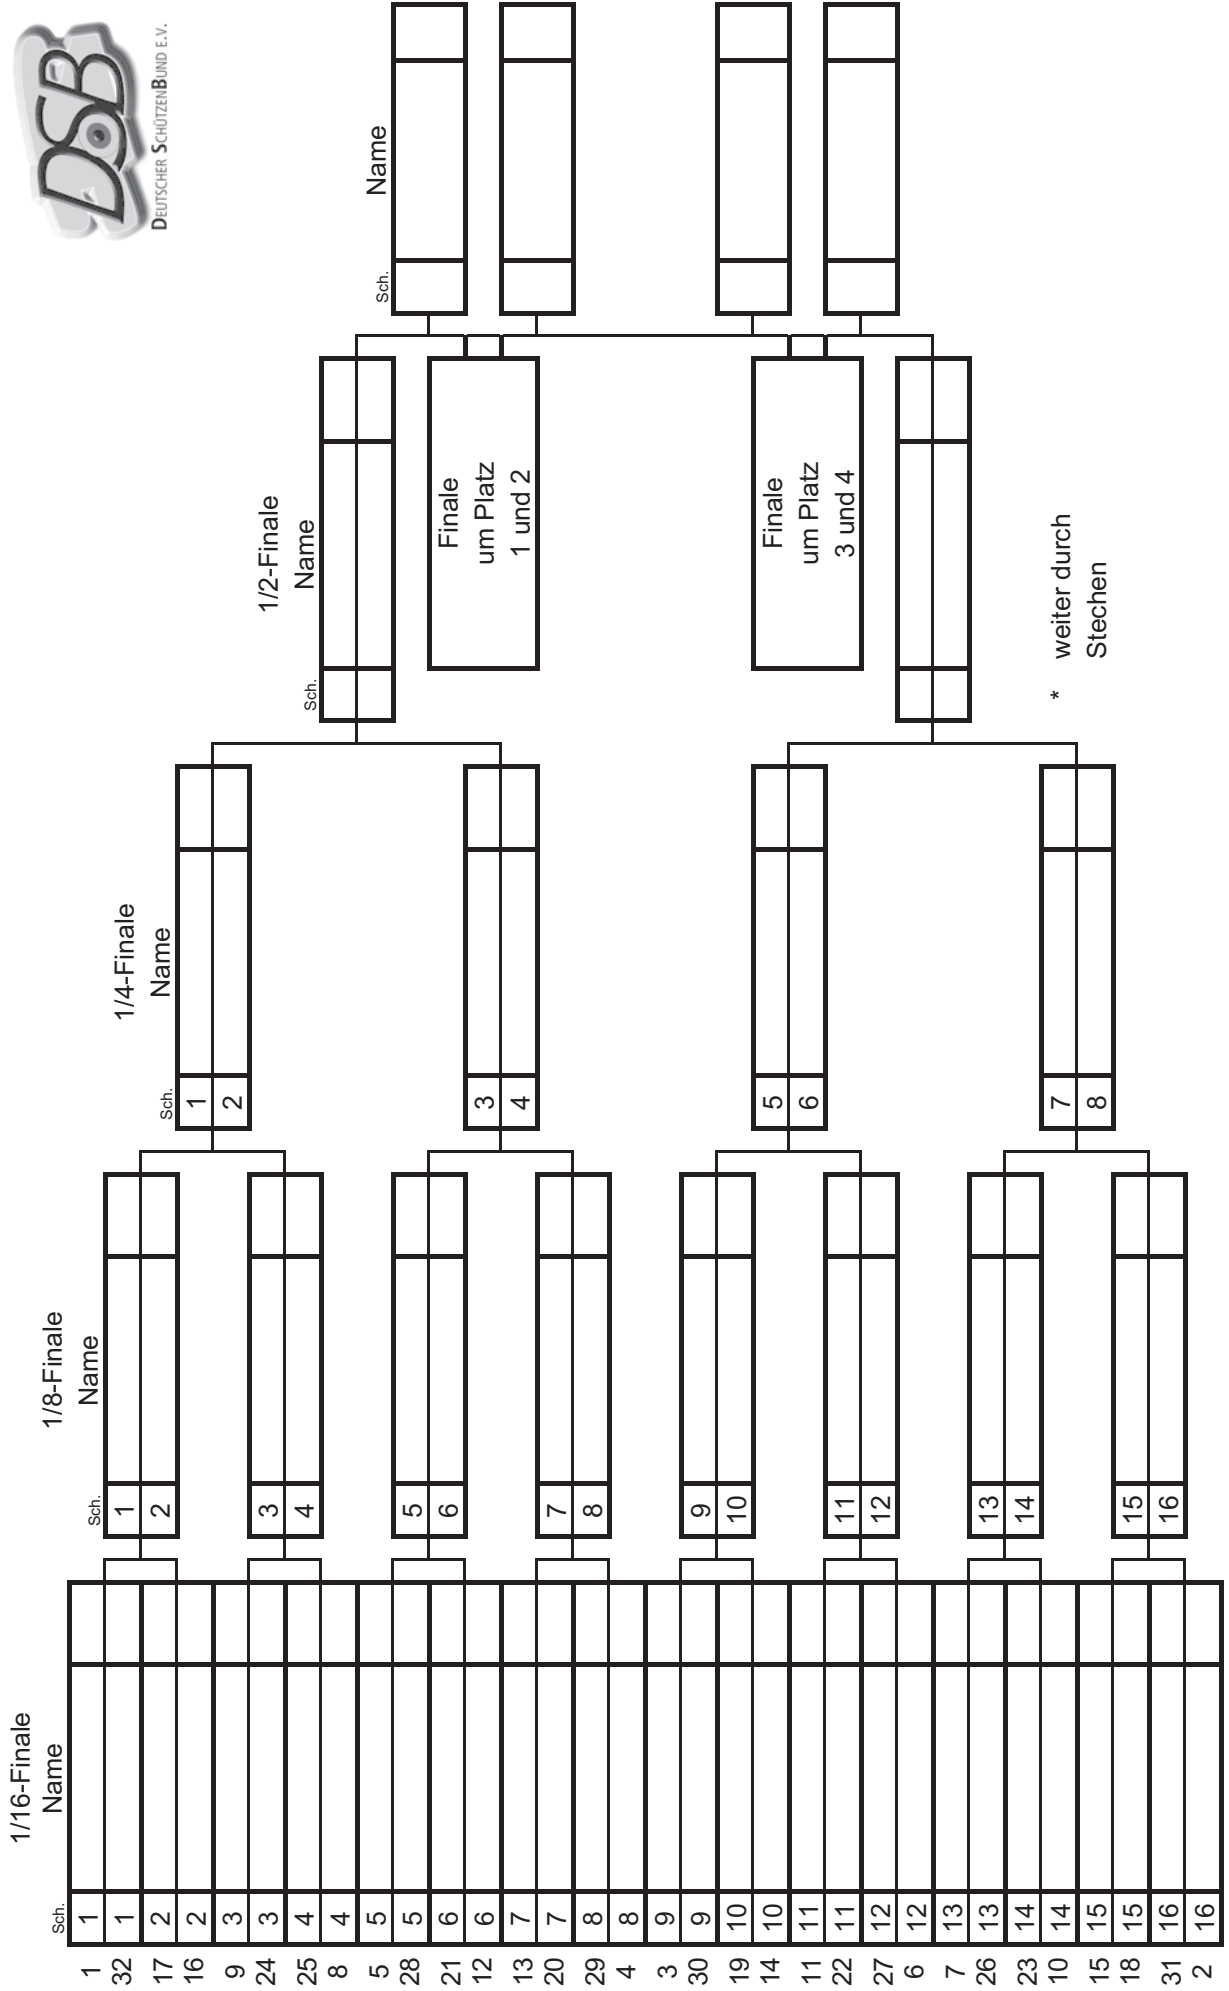 DSB
DEUTSCHER SCHÜTZENBUND E.V.
1/16-Finale
Name
Sch.
1 1
32 1
17 2
16 2
9 3
24 3
25 4
8 4
5 5
28 5
21 6
12 6
13 7
20 7
29 8
4 8
3 9
30 9
19 10
14 10
11 11
22 11
27 12
6 12
7 13
26 13
23 14
10 14
15 15
18 15
31 16
2 16
1/8-Finale
Name
Sch.
1
2
3
4
5
6
7
8
9
10
11
12
13
14
15
16
1/4-Finale
Name
Sch.
1
2
3
4
5
6
7
8
1/2-Finale
Name
Sch.
Finale
um Platz
1 und 2
Finale
um Platz
3 und 4
* weiter durch
Stechen
Name
Sch.